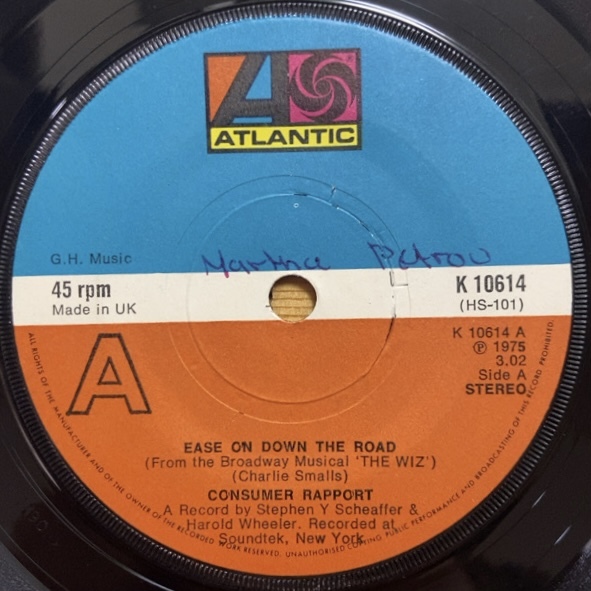 ATLANTIC
G.H. Music
Martina Petrou
45 rpm
Made in UK
K 10614
(HS-101)
K 10614 A
℗ 1975
3.02
Side A
STEREO
A
EASE ON DOWN THE ROAD
(From the Broadway Musical 'THE WIZ')
(Charlie Smalls)
CONSUMER RAPPORT
A Record by Stephen Y Scheaffer &
Harold Wheeler. Recorded at
Soundtek, New York.
ALL RIGHTS OF THE MANUFACTURER AND OF THE OWNER OF THE RECORDED WORK RESERVED. UNAUTHORISED COPYING PUBLIC PERFORMANCE AND BROADCASTING OF THIS RECORD PROHIBITED.